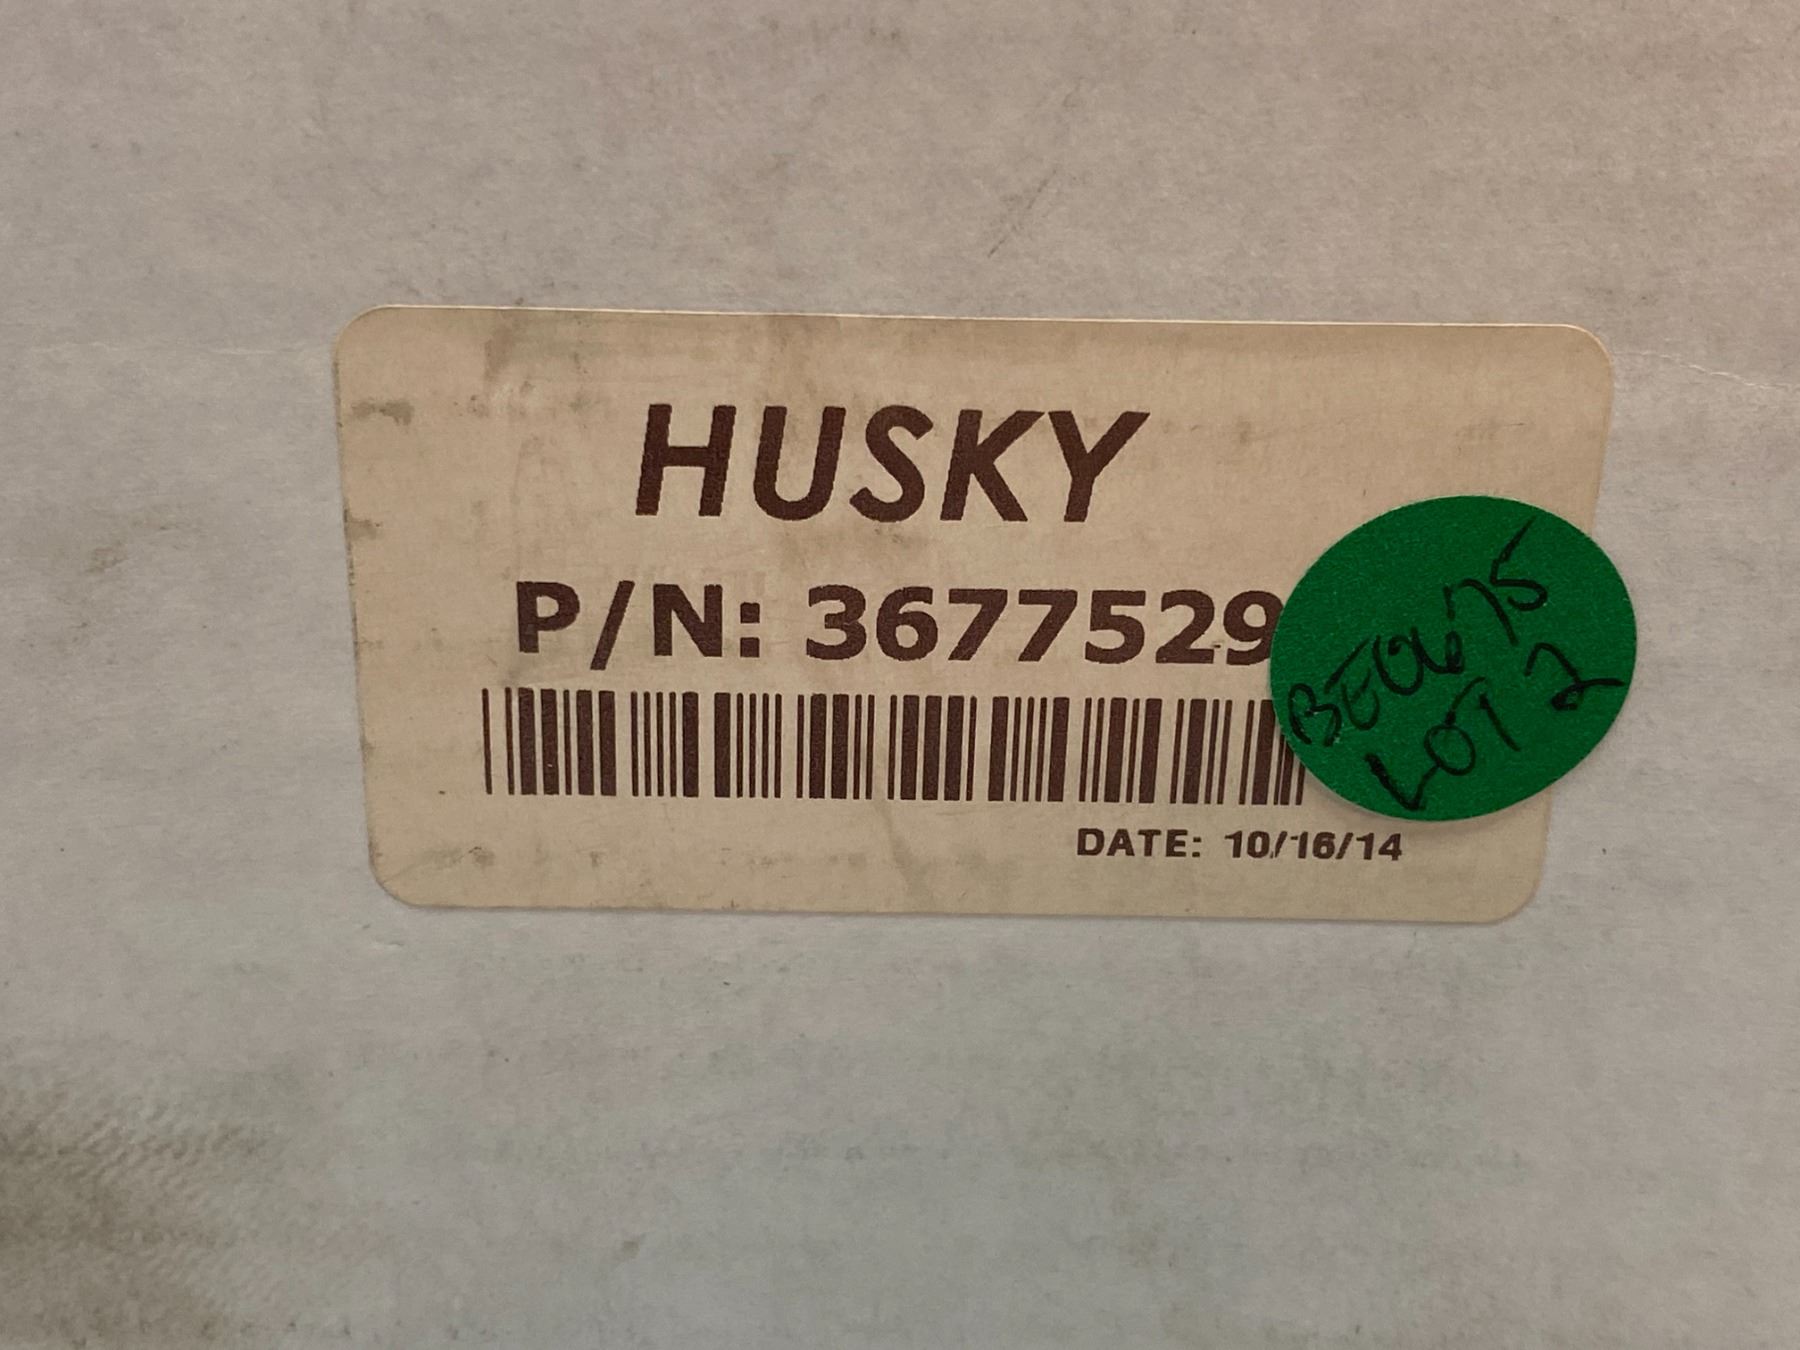 HUSKY
P/N: 3677529
DATE: 10/16/14
BE0675
LOT 2